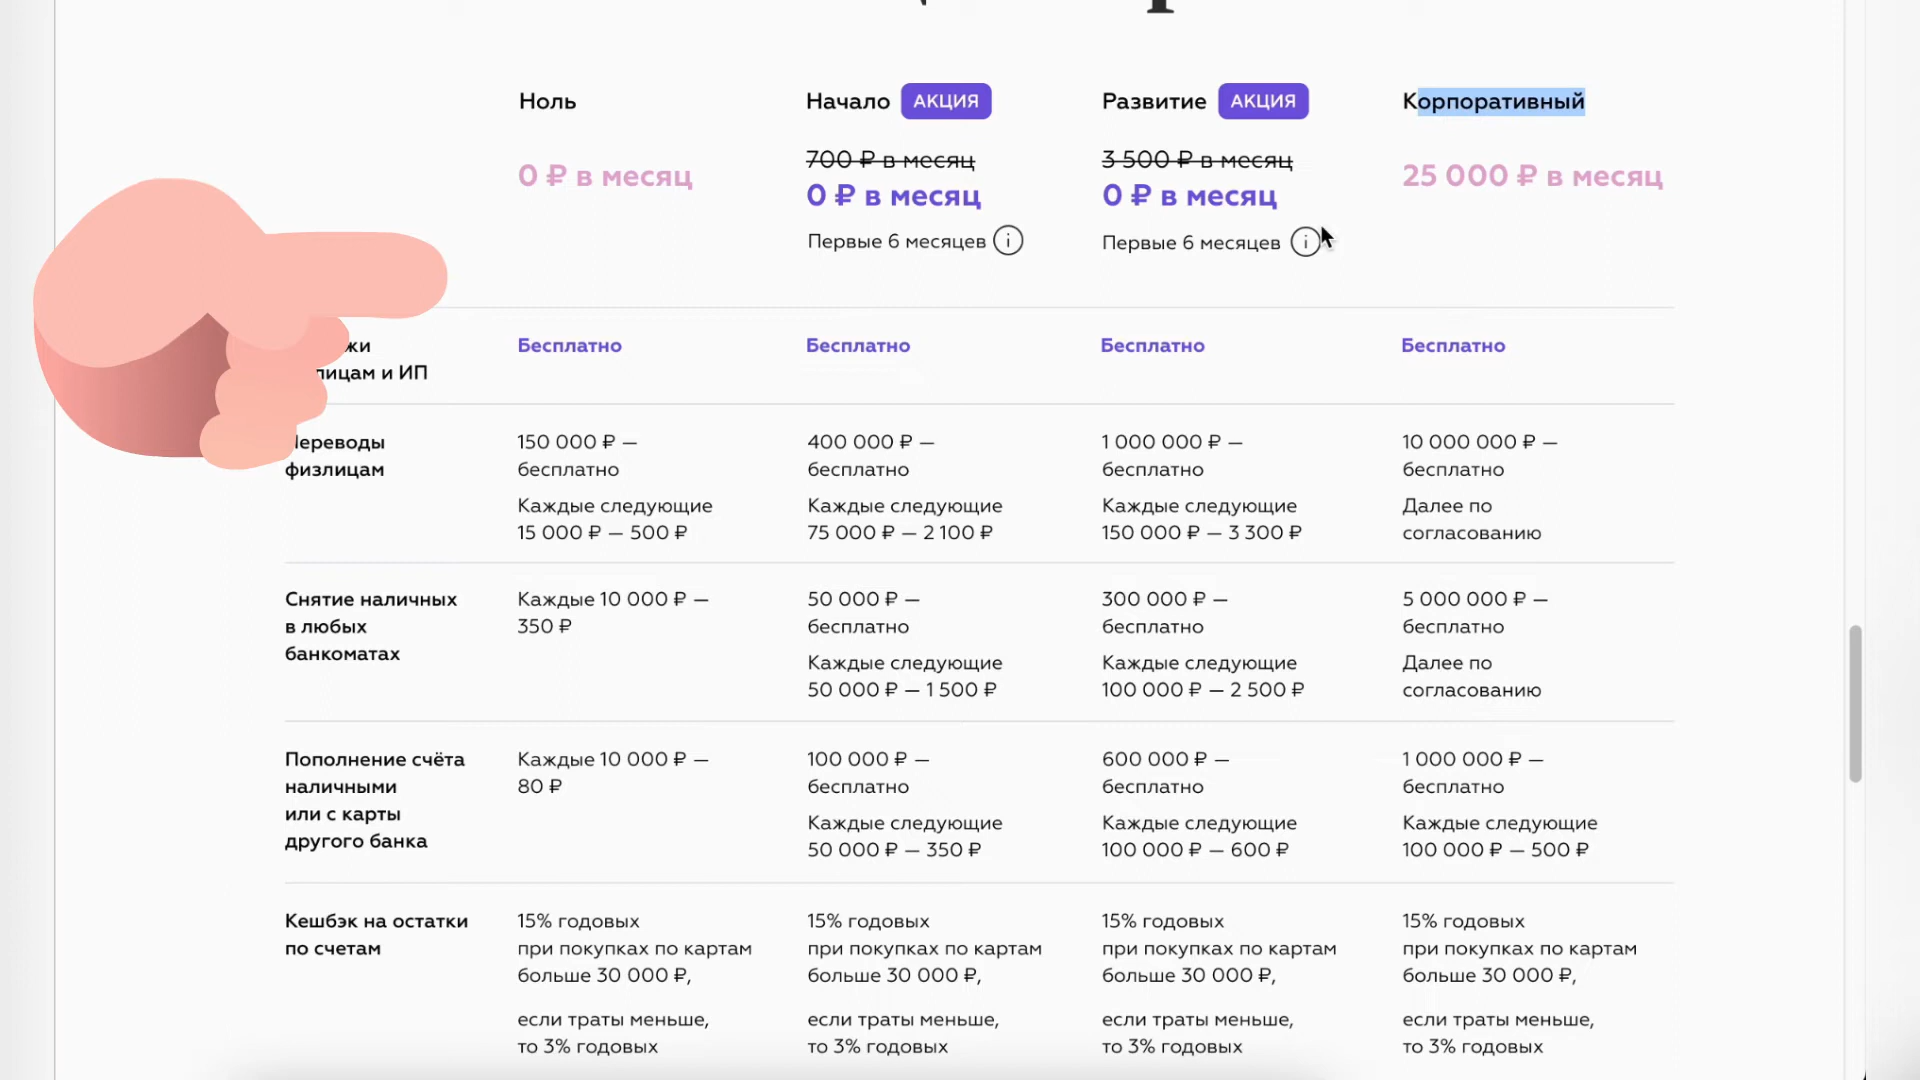 Ноль
Начало АКЦИЯ
Развитие АКЦИЯ
Корпоративный
0 ₽ в месяц
700 ₽ в месяц
0 ₽ в месяц
Первые 6 месяцев i
3 500 ₽ в месяц
0 ₽ в месяц
Первые 6 месяцев i
25 000 ₽ в месяц
и ИП
Бесплатно
Бесплатно
Бесплатно
Бесплатно
физлицам
150 000 ₽ —
бесплатно
Каждые следующие
15 000 ₽ — 500 ₽
400 000 ₽ —
бесплатно
Каждые следующие
75 000 ₽ — 2 100 ₽
1 000 000 ₽ —
бесплатно
Каждые следующие
150 000 ₽ — 3 300 ₽
10 000 000 ₽ —
бесплатно
Далее по
согласованию
Снятие наличных
в любых
банкоматах
Каждые 10 000 ₽ —
350 ₽
50 000 ₽ —
бесплатно
Каждые следующие
50 000 ₽ — 1 500 ₽
300 000 ₽ —
бесплатно
Каждые следующие
100 000 ₽ — 2 500 ₽
5 000 000 ₽ —
бесплатно
Далее по
согласованию
Пополнение счёта
наличными
или с карты
другого банка
Каждые 10 000 ₽ —
80 ₽
100 000 ₽ —
бесплатно
Каждые следующие
50 000 ₽ — 350 ₽
600 000 ₽ —
бесплатно
Каждые следующие
100 000 ₽ — 600 ₽
1 000 000 ₽ —
бесплатно
Каждые следующие
100 000 ₽ — 500 ₽
Кешбэк на остатки
по счетам
15% годовых
при покупках по картам
больше 30 000 ₽,
если траты меньше,
то 3% годовых
15% годовых
при покупках по картам
больше 30 000 ₽,
если траты меньше,
то 3% годовых
15% годовых
при покупках по картам
больше 30 000 ₽,
если траты меньше,
то 3% годовых
15% годовых
при покупках по картам
больше 30 000 ₽,
если траты меньше,
то 3% годовых